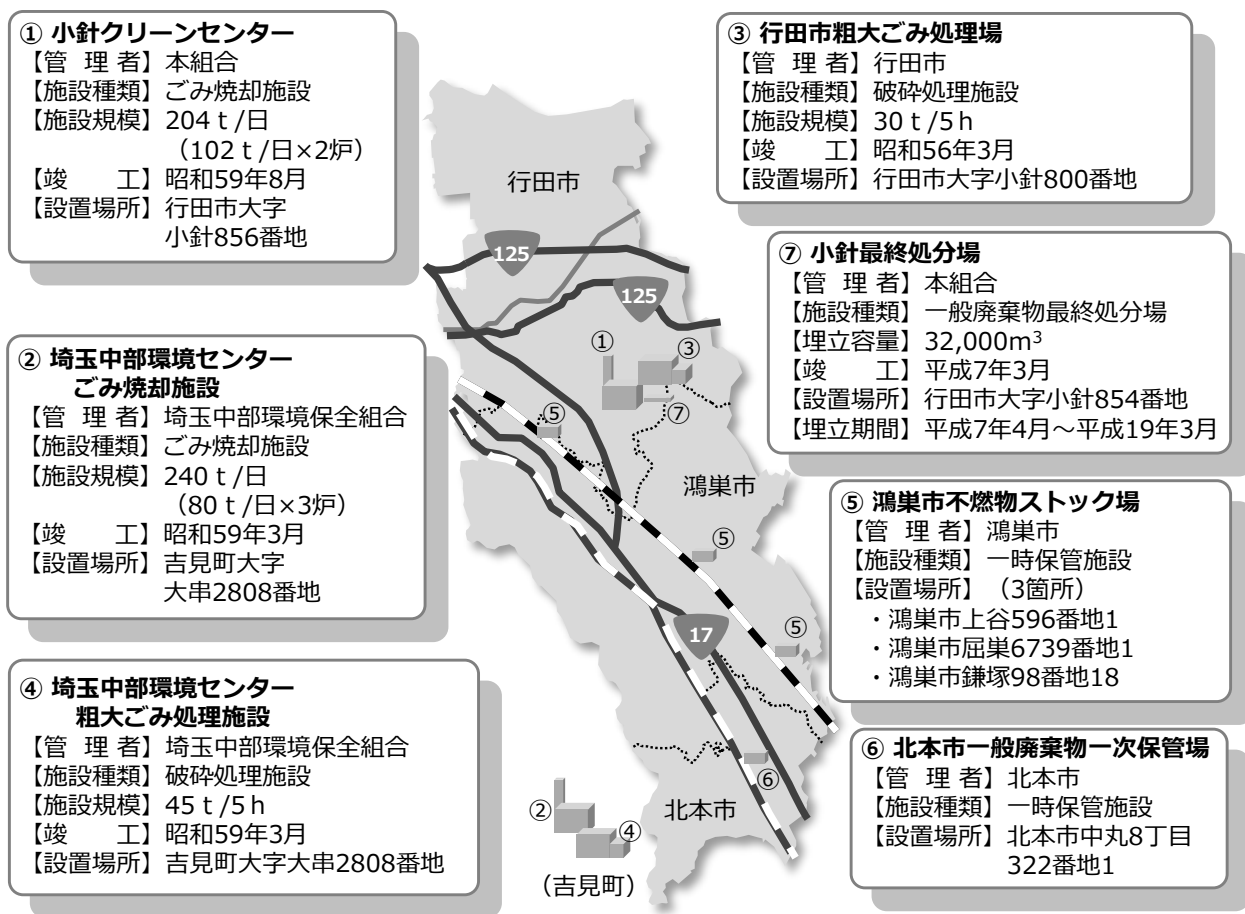 ① 小針クリーンセンター
【管 理 者】本組合
【施設種類】ごみ焼却施設
【施設規模】204ｔ/日
（102ｔ/日×2炉）
【竣　　工】昭和59年8月
【設置場所】行田市大字
小針856番地
② 埼玉中部環境センター
ごみ焼却施設
【管 理 者】埼玉中部環境保全組合
【施設種類】ごみ焼却施設
【施設規模】240ｔ/日
（80ｔ/日×3炉）
【竣　　工】昭和59年3月
【設置場所】吉見町大字
大串2808番地
④ 埼玉中部環境センター
粗大ごみ処理施設
【管 理 者】埼玉中部環境保全組合
【施設種類】破砕処理施設
【施設規模】45ｔ/5ｈ
【竣　　工】昭和59年3月
【設置場所】吉見町大字大串2808番地
行田市
125
125
①
③
⑦
⑤
鴻巣市
⑤
17
⑤
⑥
北本市
②
④
（吉見町）
③ 行田市粗大ごみ処理場
【管 理 者】行田市
【施設種類】破砕処理施設
【施設規模】30ｔ/5ｈ
【竣　　工】昭和56年3月
【設置場所】行田市大字小針800番地
⑦ 小針最終処分場
【管 理 者】本組合
【施設種類】一般廃棄物最終処分場
【埋立容量】32,000m³
【竣　　工】平成7年3月
【設置場所】行田市大字小針854番地
【埋立期間】平成7年4月～平成19年3月
⑤ 鴻巣市不燃物ストック場
【管 理 者】鴻巣市
【施設種類】一時保管施設
【設置場所】（3箇所）
・鴻巣市上谷596番地1
・鴻巣市屈巣6739番地1
・鴻巣市鎌塚98番地18
⑥ 北本市一般廃棄物一次保管場
【管 理 者】北本市
【施設種類】一時保管施設
【設置場所】北本市中丸8丁目
322番地1